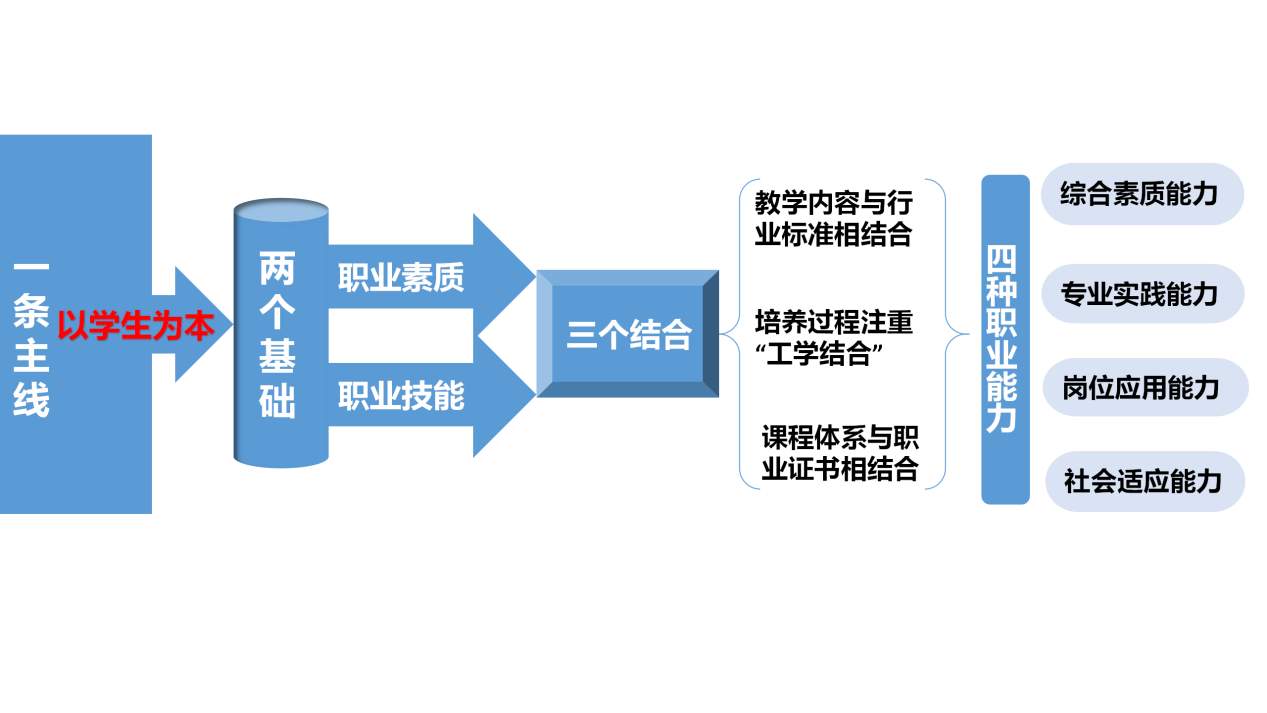 一条主线
以学生为本
两个基础
职业素质
职业技能
三个结合
教学内容与行
业标准相结合
培养过程注重
“工学结合”
课程体系与职
业证书相结合
四种职业能力
综合素质能力
专业实践能力
岗位应用能力
社会适应能力